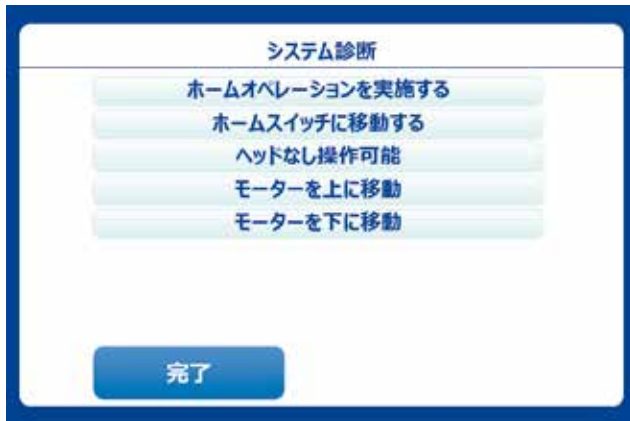 システム診断
ホームオペレーションを実施する
ホームスイッチに移動する
ヘッドなし操作可能
モーターを上に移動
モーターを下に移動
完了